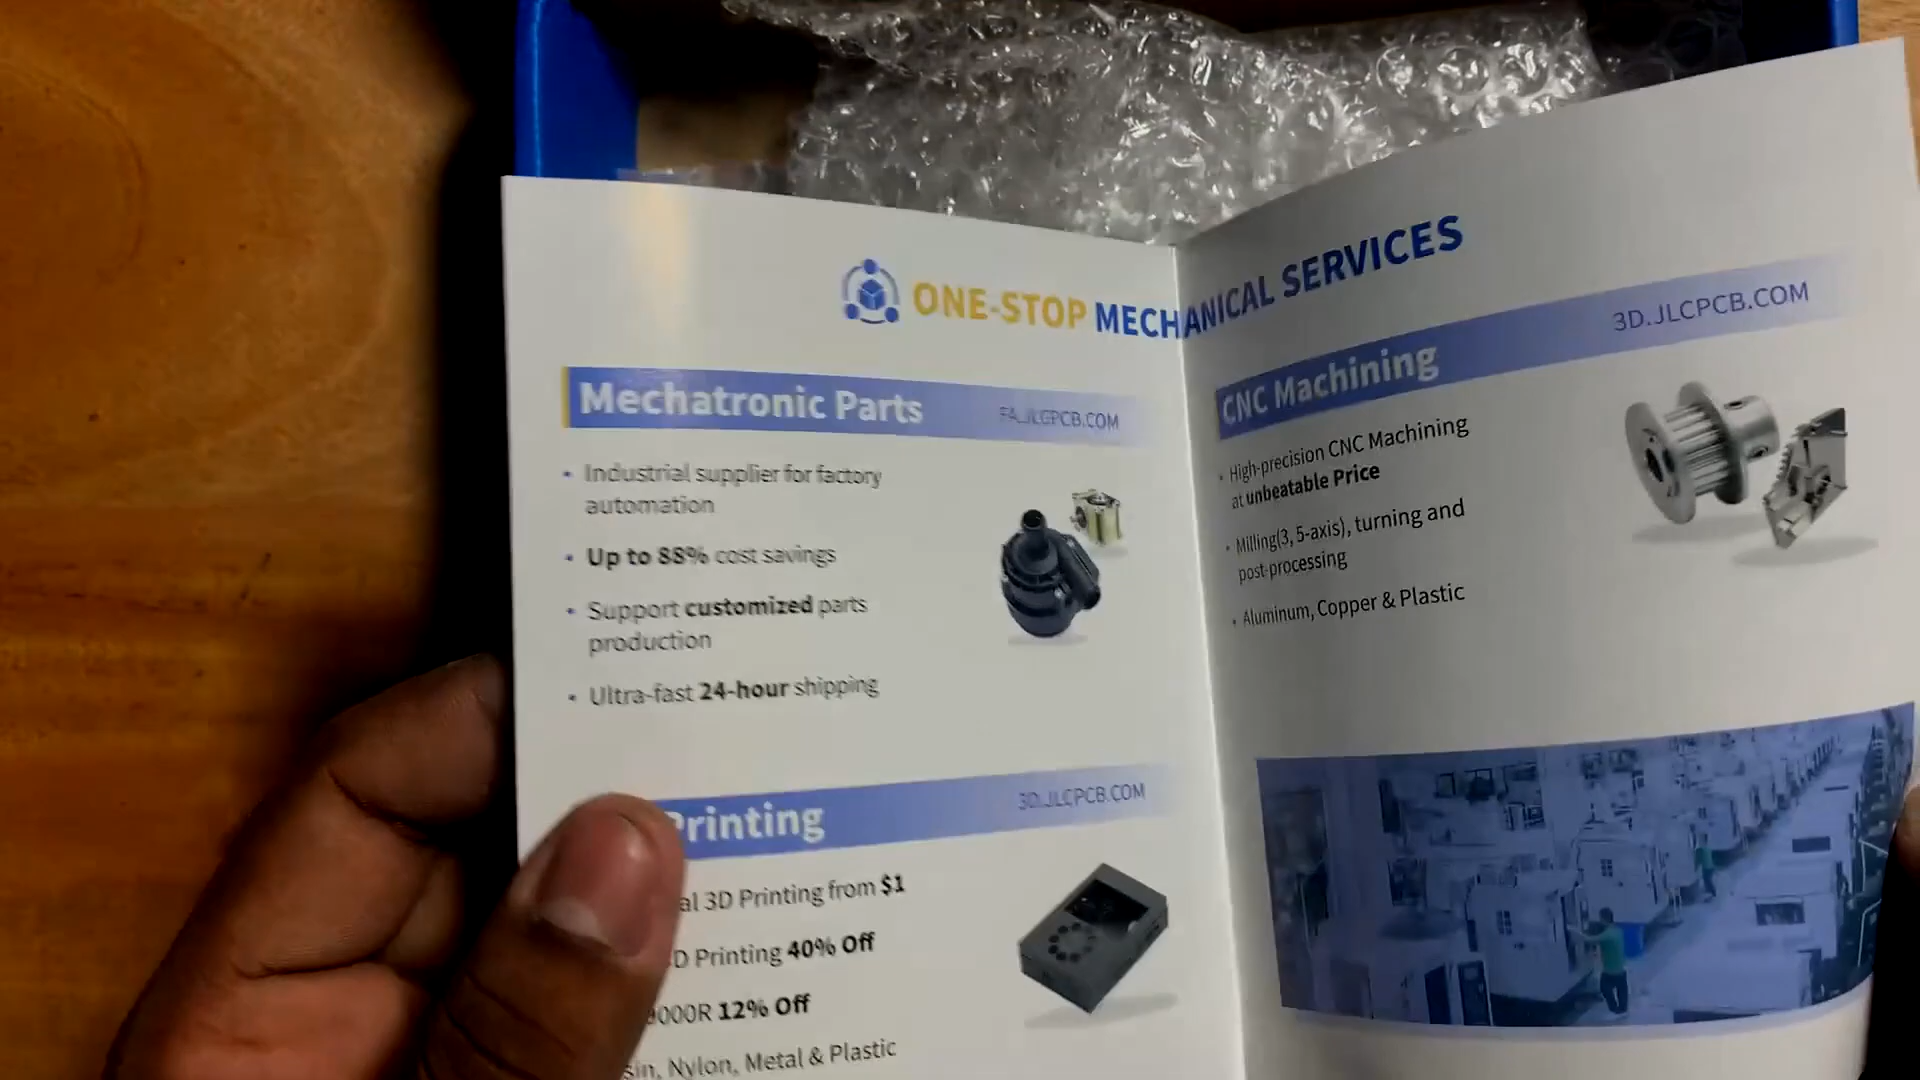 ONE-STOP MECHANICAL SERVICES
Mechatronic Parts
FA.JLCPCB.COM
• Industrial supplier for factory
automation
• Up to 88% cost savings
• Support customized parts
production
• Ultra-fast 24-hour shipping
Printing
3D.JLCPCB.COM
3D Printing from $1
Printing 40% Off
12% Off
Nylon, Metal & Plastic
CNC Machining
3D.JLCPCB.COM
• High-precision CNC Machining
at unbeatable Price
• Milling(3, 5-axis), turning and
post-processing
• Aluminum, Copper & Plastic